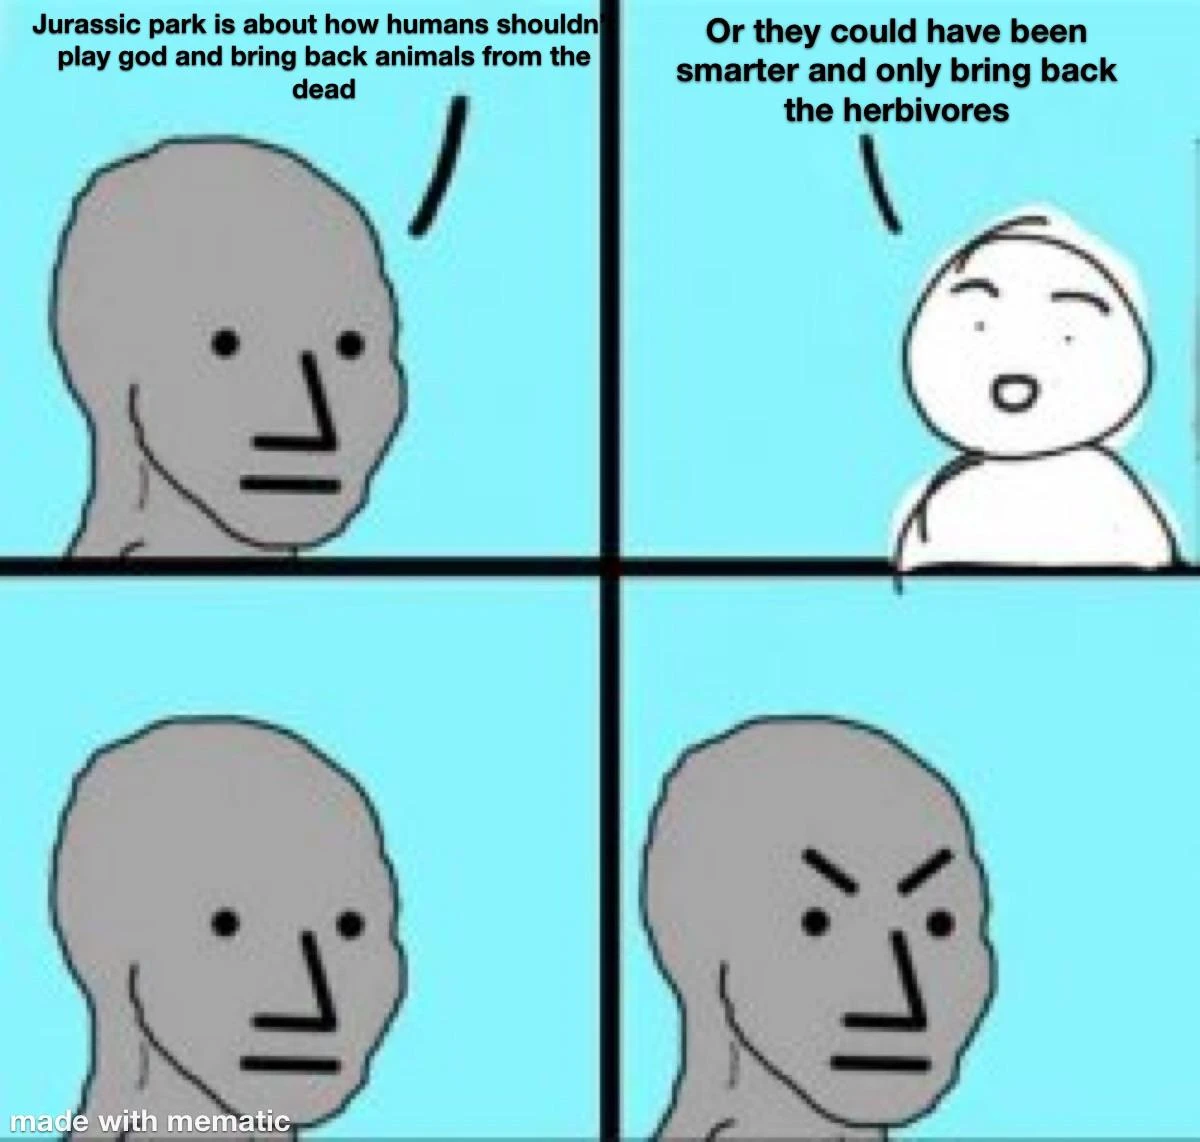 Jurassic park is about how humans shouldn'
play god and bring back animals from the
dead
Or they could have been
smarter and only bring back
the herbivores
made with mematic